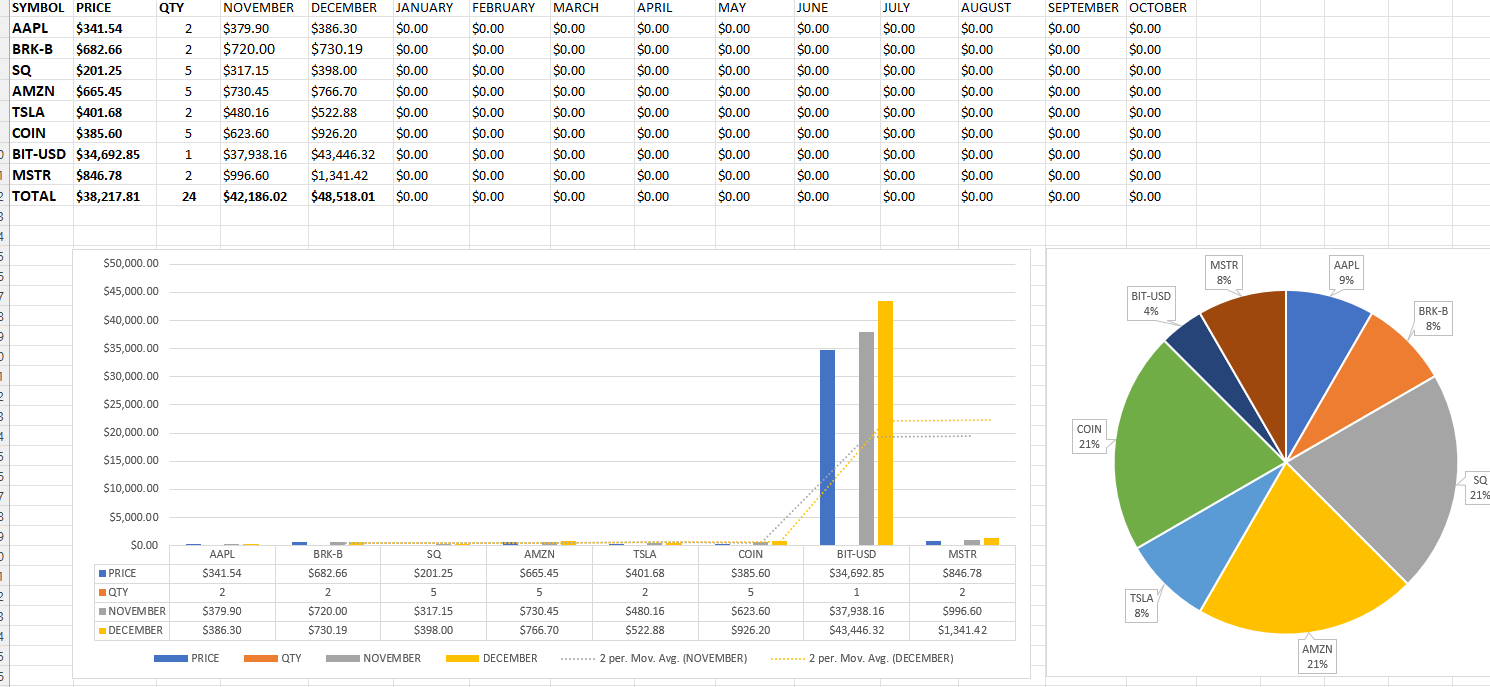 SYMBOL PRICE QTY NOVEMBER DECEMBER JANUARY FEBRUARY MARCH APRIL MAY JUNE JULY AUGUST SEPTEMBER OCTOBER
AAPL $341.54 2 $379.90 $386.30 $0.00 $0.00 $0.00 $0.00 $0.00 $0.00 $0.00 $0.00 $0.00 $0.00
BRK-B $682.66 2 $720.00 $730.19 $0.00 $0.00 $0.00 $0.00 $0.00 $0.00 $0.00 $0.00 $0.00 $0.00
SQ $201.25 5 $317.15 $398.00 $0.00 $0.00 $0.00 $0.00 $0.00 $0.00 $0.00 $0.00 $0.00 $0.00
AMZN $665.45 5 $730.45 $766.70 $0.00 $0.00 $0.00 $0.00 $0.00 $0.00 $0.00 $0.00 $0.00 $0.00
TSLA $401.68 2 $480.16 $522.88 $0.00 $0.00 $0.00 $0.00 $0.00 $0.00 $0.00 $0.00 $0.00 $0.00
COIN $385.60 5 $623.60 $926.20 $0.00 $0.00 $0.00 $0.00 $0.00 $0.00 $0.00 $0.00 $0.00 $0.00
BIT-USD $34,692.85 1 $37,938.16 $43,446.32 $0.00 $0.00 $0.00 $0.00 $0.00 $0.00 $0.00 $0.00 $0.00 $0.00
MSTR $846.78 2 $996.60 $1,341.42 $0.00 $0.00 $0.00 $0.00 $0.00 $0.00 $0.00 $0.00 $0.00 $0.00
TOTAL $38,217.81 24 $42,186.02 $48,518.01 $0.00 $0.00 $0.00 $0.00 $0.00 $0.00 $0.00 $0.00 $0.00 $0.00
$50,000.00
$45,000.00
$40,000.00
$35,000.00
$30,000.00
$25,000.00
$20,000.00
$15,000.00
$10,000.00
$5,000.00
$0.00
AAPL BRK-B SQ AMZN TSLA COIN BIT-USD MSTR
PRICE $341.54 $682.66 $201.25 $665.45 $401.68 $385.60 $34,692.85 $846.78
QTY 2 2 5 5 2 5 1 2
NOVEMBER $379.90 $720.00 $317.15 $730.45 $480.16 $623.60 $37,938.16 $996.60
DECEMBER $386.30 $730.19 $398.00 $766.70 $522.88 $926.20 $43,446.32 $1,341.42
PRICE QTY NOVEMBER DECEMBER 2 per. Mov. Avg. (NOVEMBER) 2 per. Mov. Avg. (DECEMBER)
MSTR
8%
AAPL
9%
BIT-USD
4%
BRK-B
8%
COIN
21%
SQ
21%
TSLA
8%
AMZN
21%